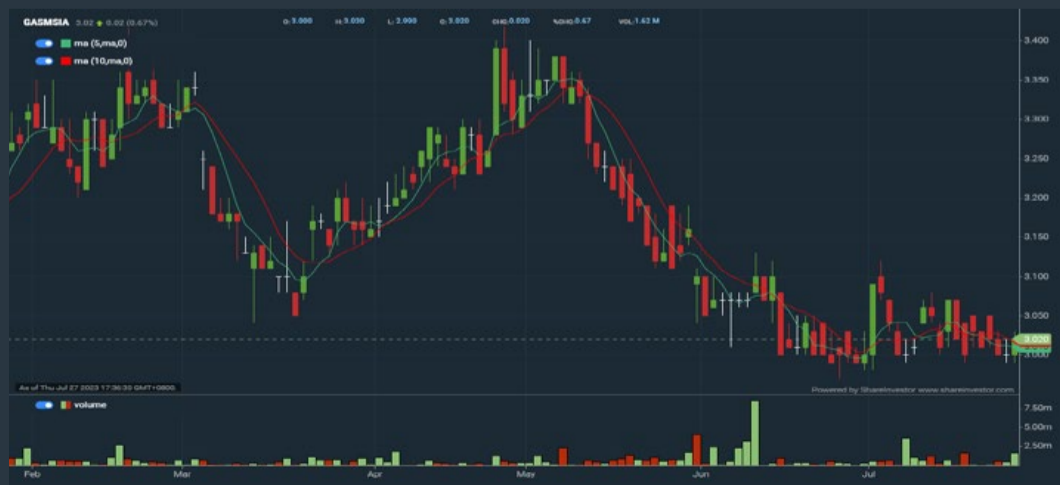 GASMSIA 3.02 0.02 (0.67%) O: 3.000 H: 3.030 L: 2.990 C: 3.020 CHG: 0.020 %CHG: 0.67 VOL: 1.62 M
ma (5,ma,0)
ma (10,ma,0)
3.400
3.350
3.300
3.250
3.200
3.150
3.100
3.050
3.020
3.000
As of Thu Jul 27 2023 17:36:30 GMT+0800
Powered by ShareInvestor www.shareinvestor.com
volume
7.50m
5.00m
2.50m
Feb Mar Apr May Jun Jul